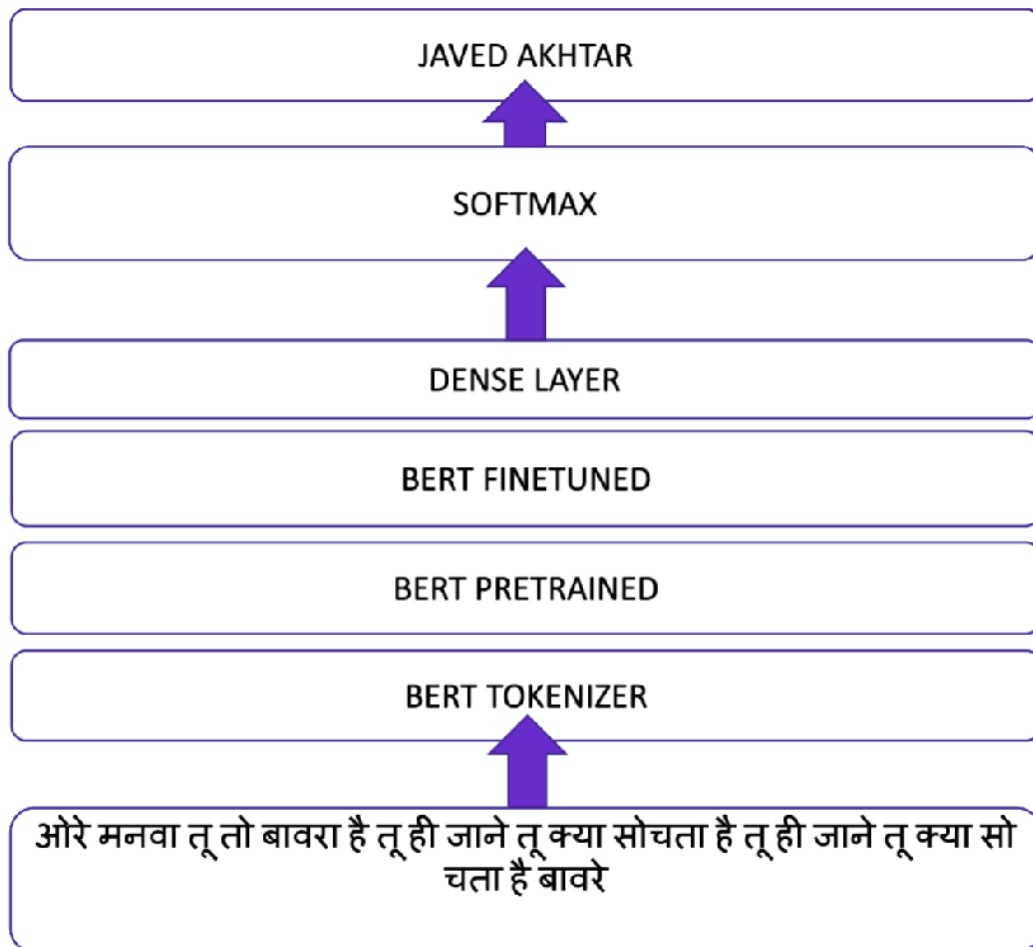 JAVED AKHTAR
SOFTMAX
DENSE LAYER
BERT FINETUNED
BERT PRETRAINED
BERT TOKENIZER
ओरे मनवा तू तो बावरा है तू ही जाने तू क्या सोचता है तू ही जाने तू क्या सो
चता है बावरे